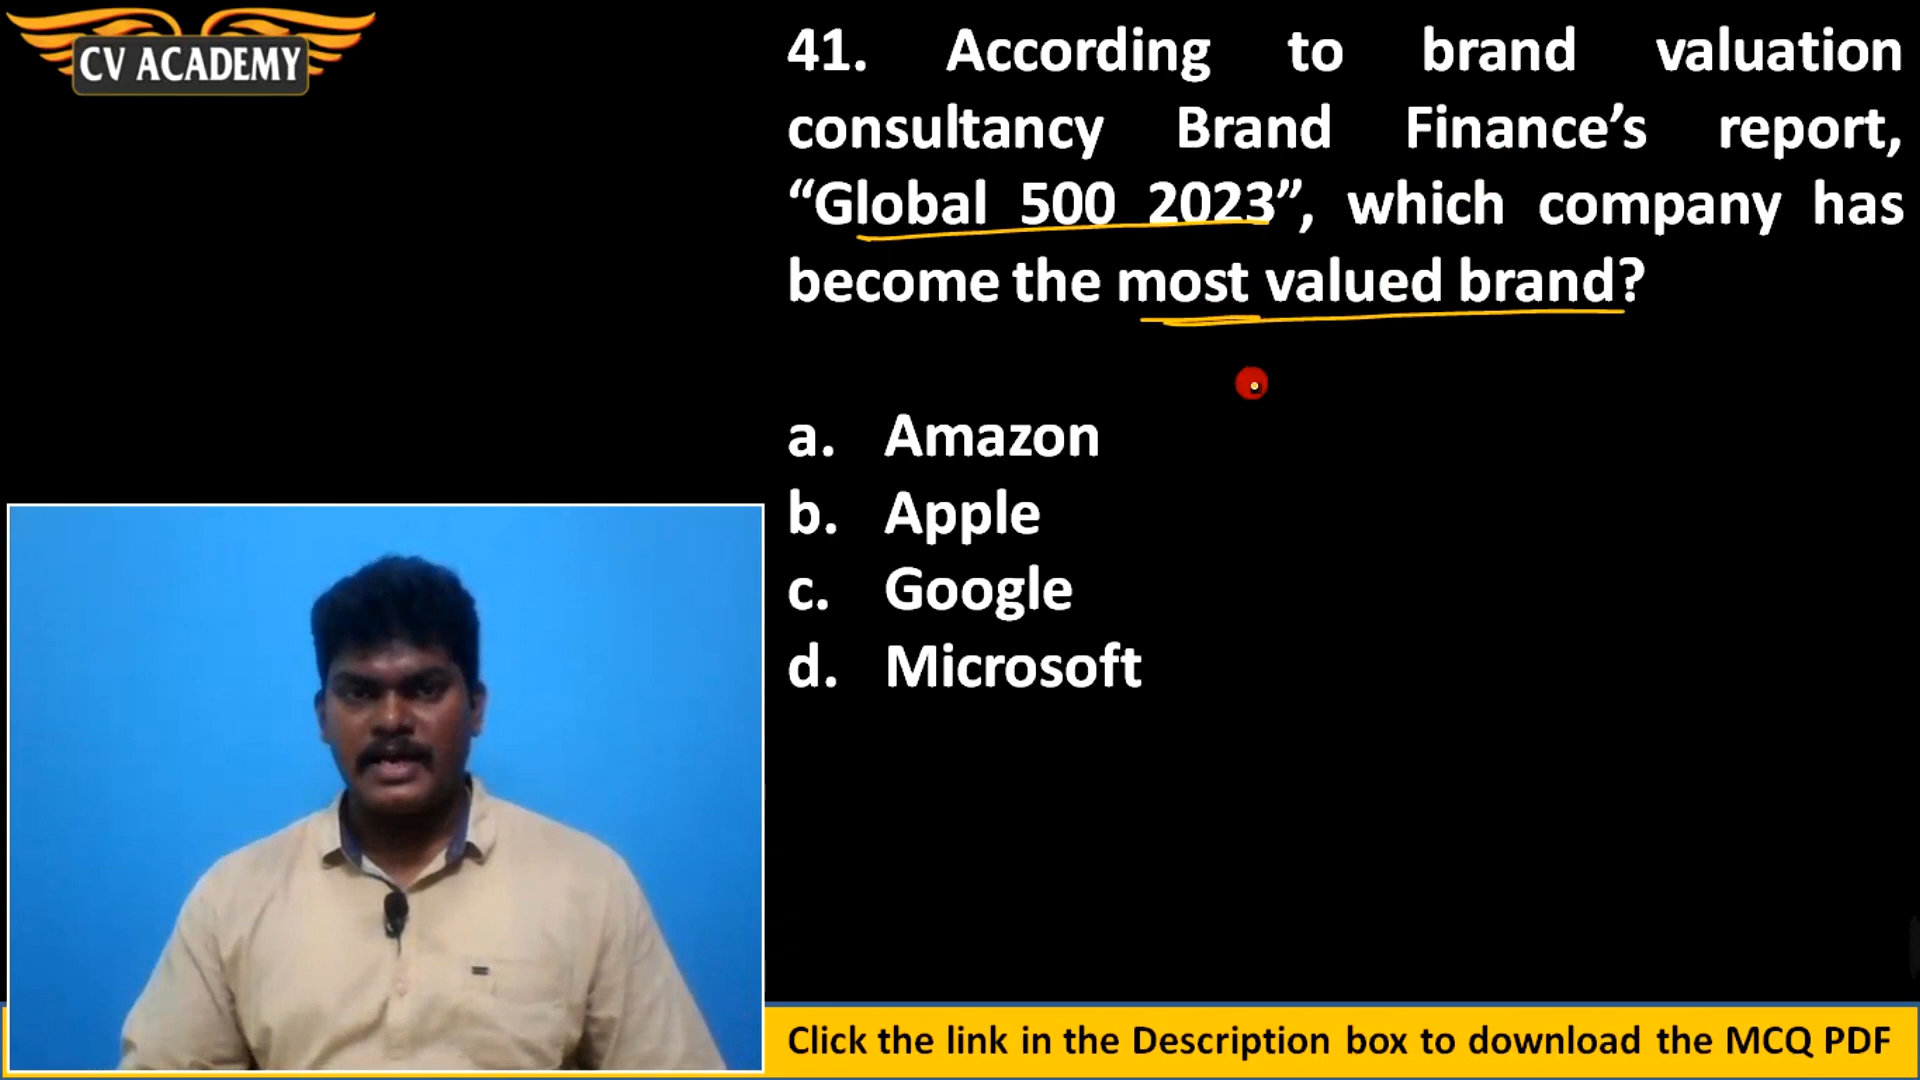 CV ACADEMY
41. According to brand valuation
consultancy Brand Finance’s report,
“Global 500 2023”, which company has
become the most valued brand?
a. Amazon
b. Apple
c. Google
d. Microsoft
Click the link in the Description box to download the MCQ PDF